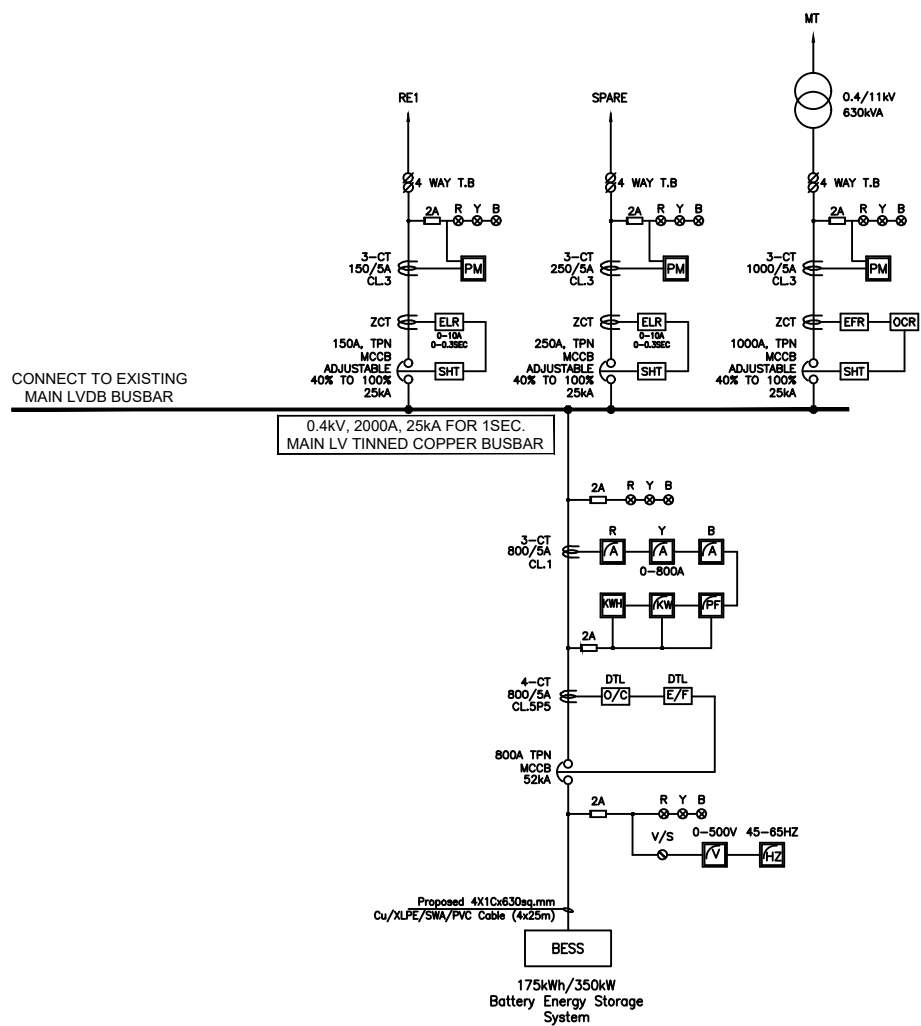 MT
0.4/11kV
630kVA
RE1
SPARE
4 WAY T.B
4 WAY T.B
4 WAY T.B
2A
R Y B
2A
R Y B
2A
R Y B
3-CT
150/5A
CL.3
PM
3-CT
250/5A
CL.3
PM
3-CT
1000/5A
CL.3
PM
ZCT
ELR
0-10A
0-0.3SEC
ZCT
ELR
0-10A
0-0.3SEC
ZCT
EFR
OCR
150A, TPN
MCCB
ADJUSTABLE
40% TO 100%
25kA
SHT
250A, TPN
MCCB
ADJUSTABLE
40% TO 100%
25kA
SHT
1000A, TPN
MCCB
ADJUSTABLE
40% TO 100%
25kA
SHT
CONNECT TO EXISTING
MAIN LVDB BUSBAR
0.4kV, 2000A, 25kA FOR 1SEC.
MAIN LV TINNED COPPER BUSBAR
2A
R Y B
3-CT
800/5A
CL.1
R Y B
A A A
0-800A
KWH KW PF
2A
4-CT
800/5A
CL.5P5
DTL DTL
O/C E/F
800A TPN
MCCB
52kA
2A
R Y B
V/S
0-500V 45-65HZ
V HZ
Proposed 4X1Cx630sq.mm
Cu/XLPE/SWA/PVC Cable (4x25m)
BESS
175kWh/350kW
Battery Energy Storage
System